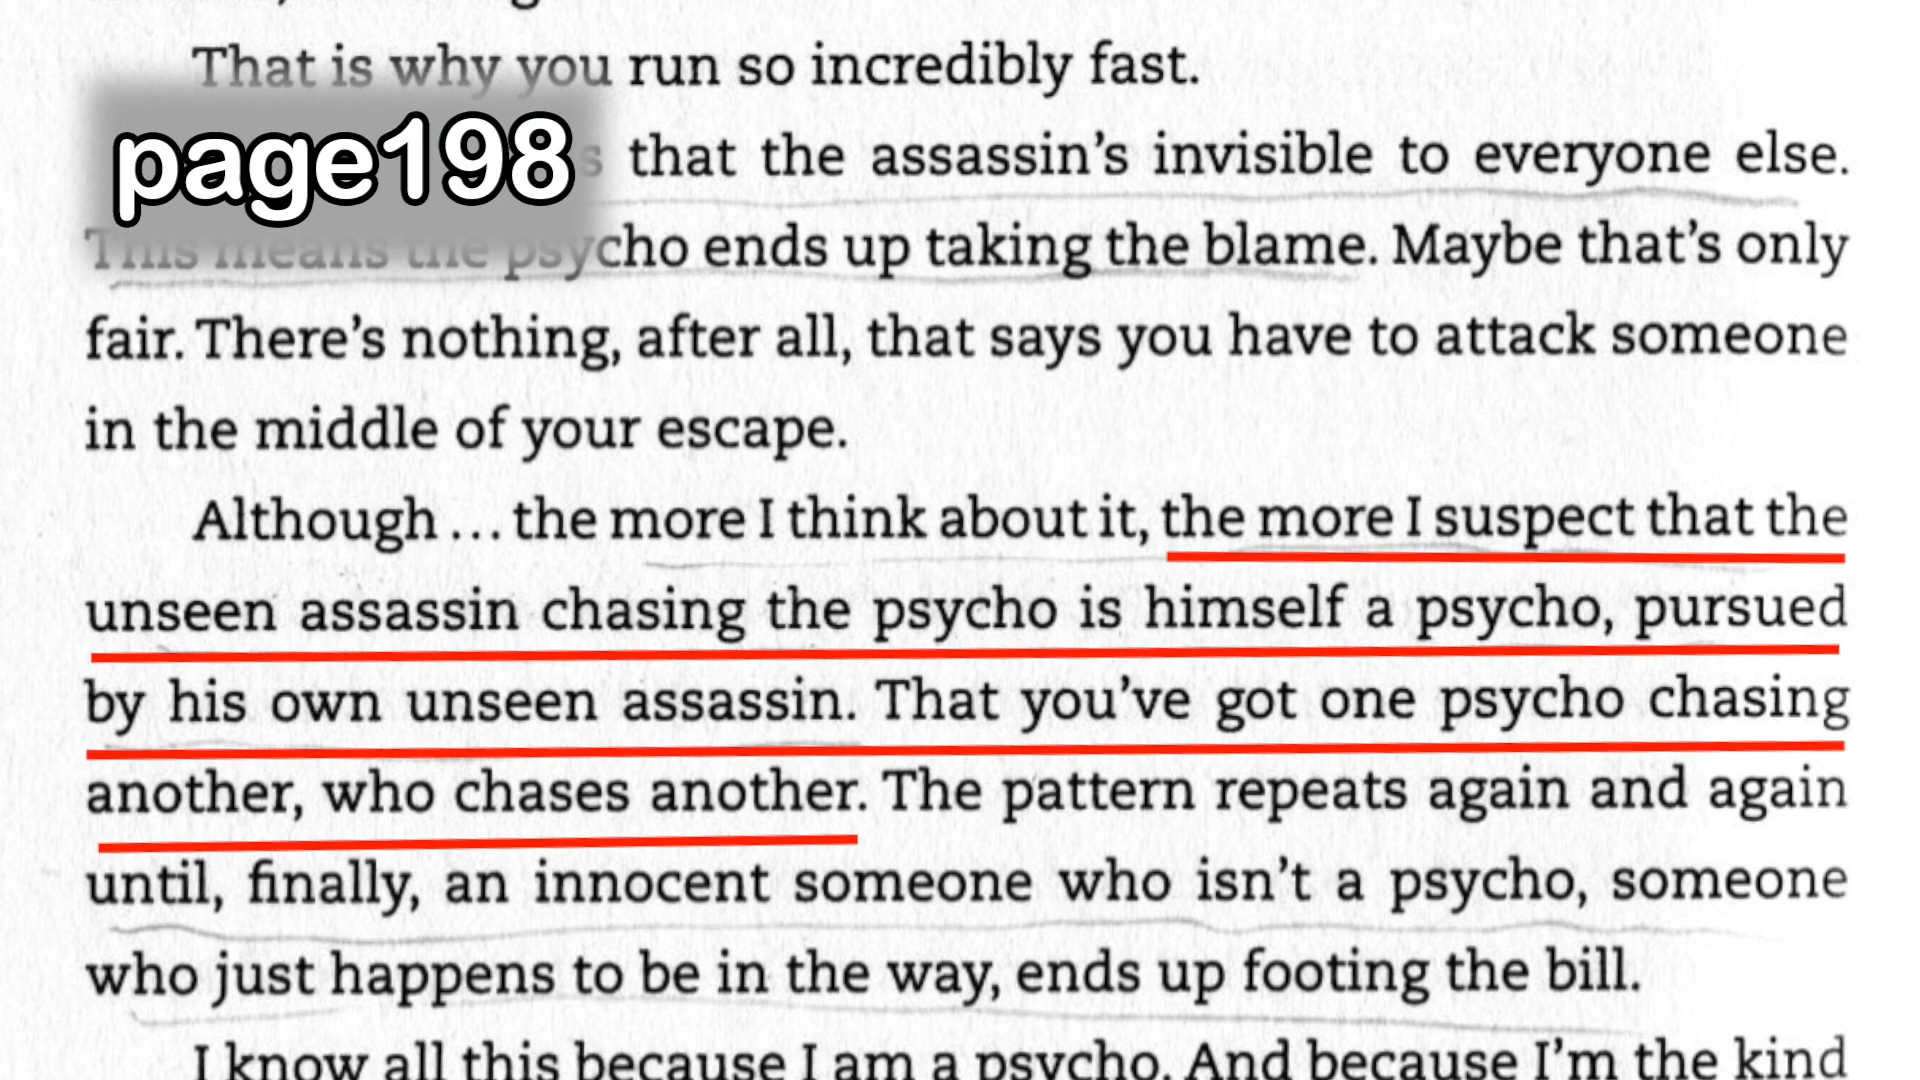 That is why you run so incredibly fast.
page198 that the assassin's invisible to everyone else.
This means the psycho ends up taking the blame. Maybe that's only
fair. There's nothing, after all, that says you have to attack someone
in the middle of your escape.
Although ... the more I think about it, the more I suspect that the
unseen assassin chasing the psycho is himself a psycho, pursued
by his own unseen assassin. That you've got one psycho chasing
another, who chases another. The pattern repeats again and again
until, finally, an innocent someone who isn't a psycho, someone
who just happens to be in the way, ends up footing the bill.
I know all this because I am a psycho. And because I'm the kind